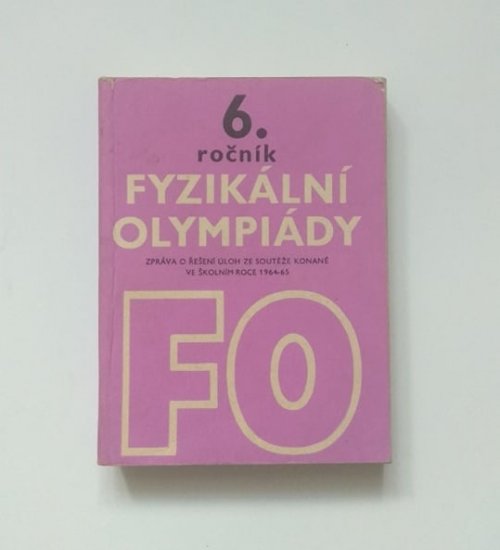 6.
ročník
FYZIKÁLNÍ
OLYMPIÁDY
ZPRÁVA O ŘEŠENÍ ÚLOH ZE SOUTĚŽE KONANÉ
VE ŠKOLNÍM ROCE 1964-65
FO